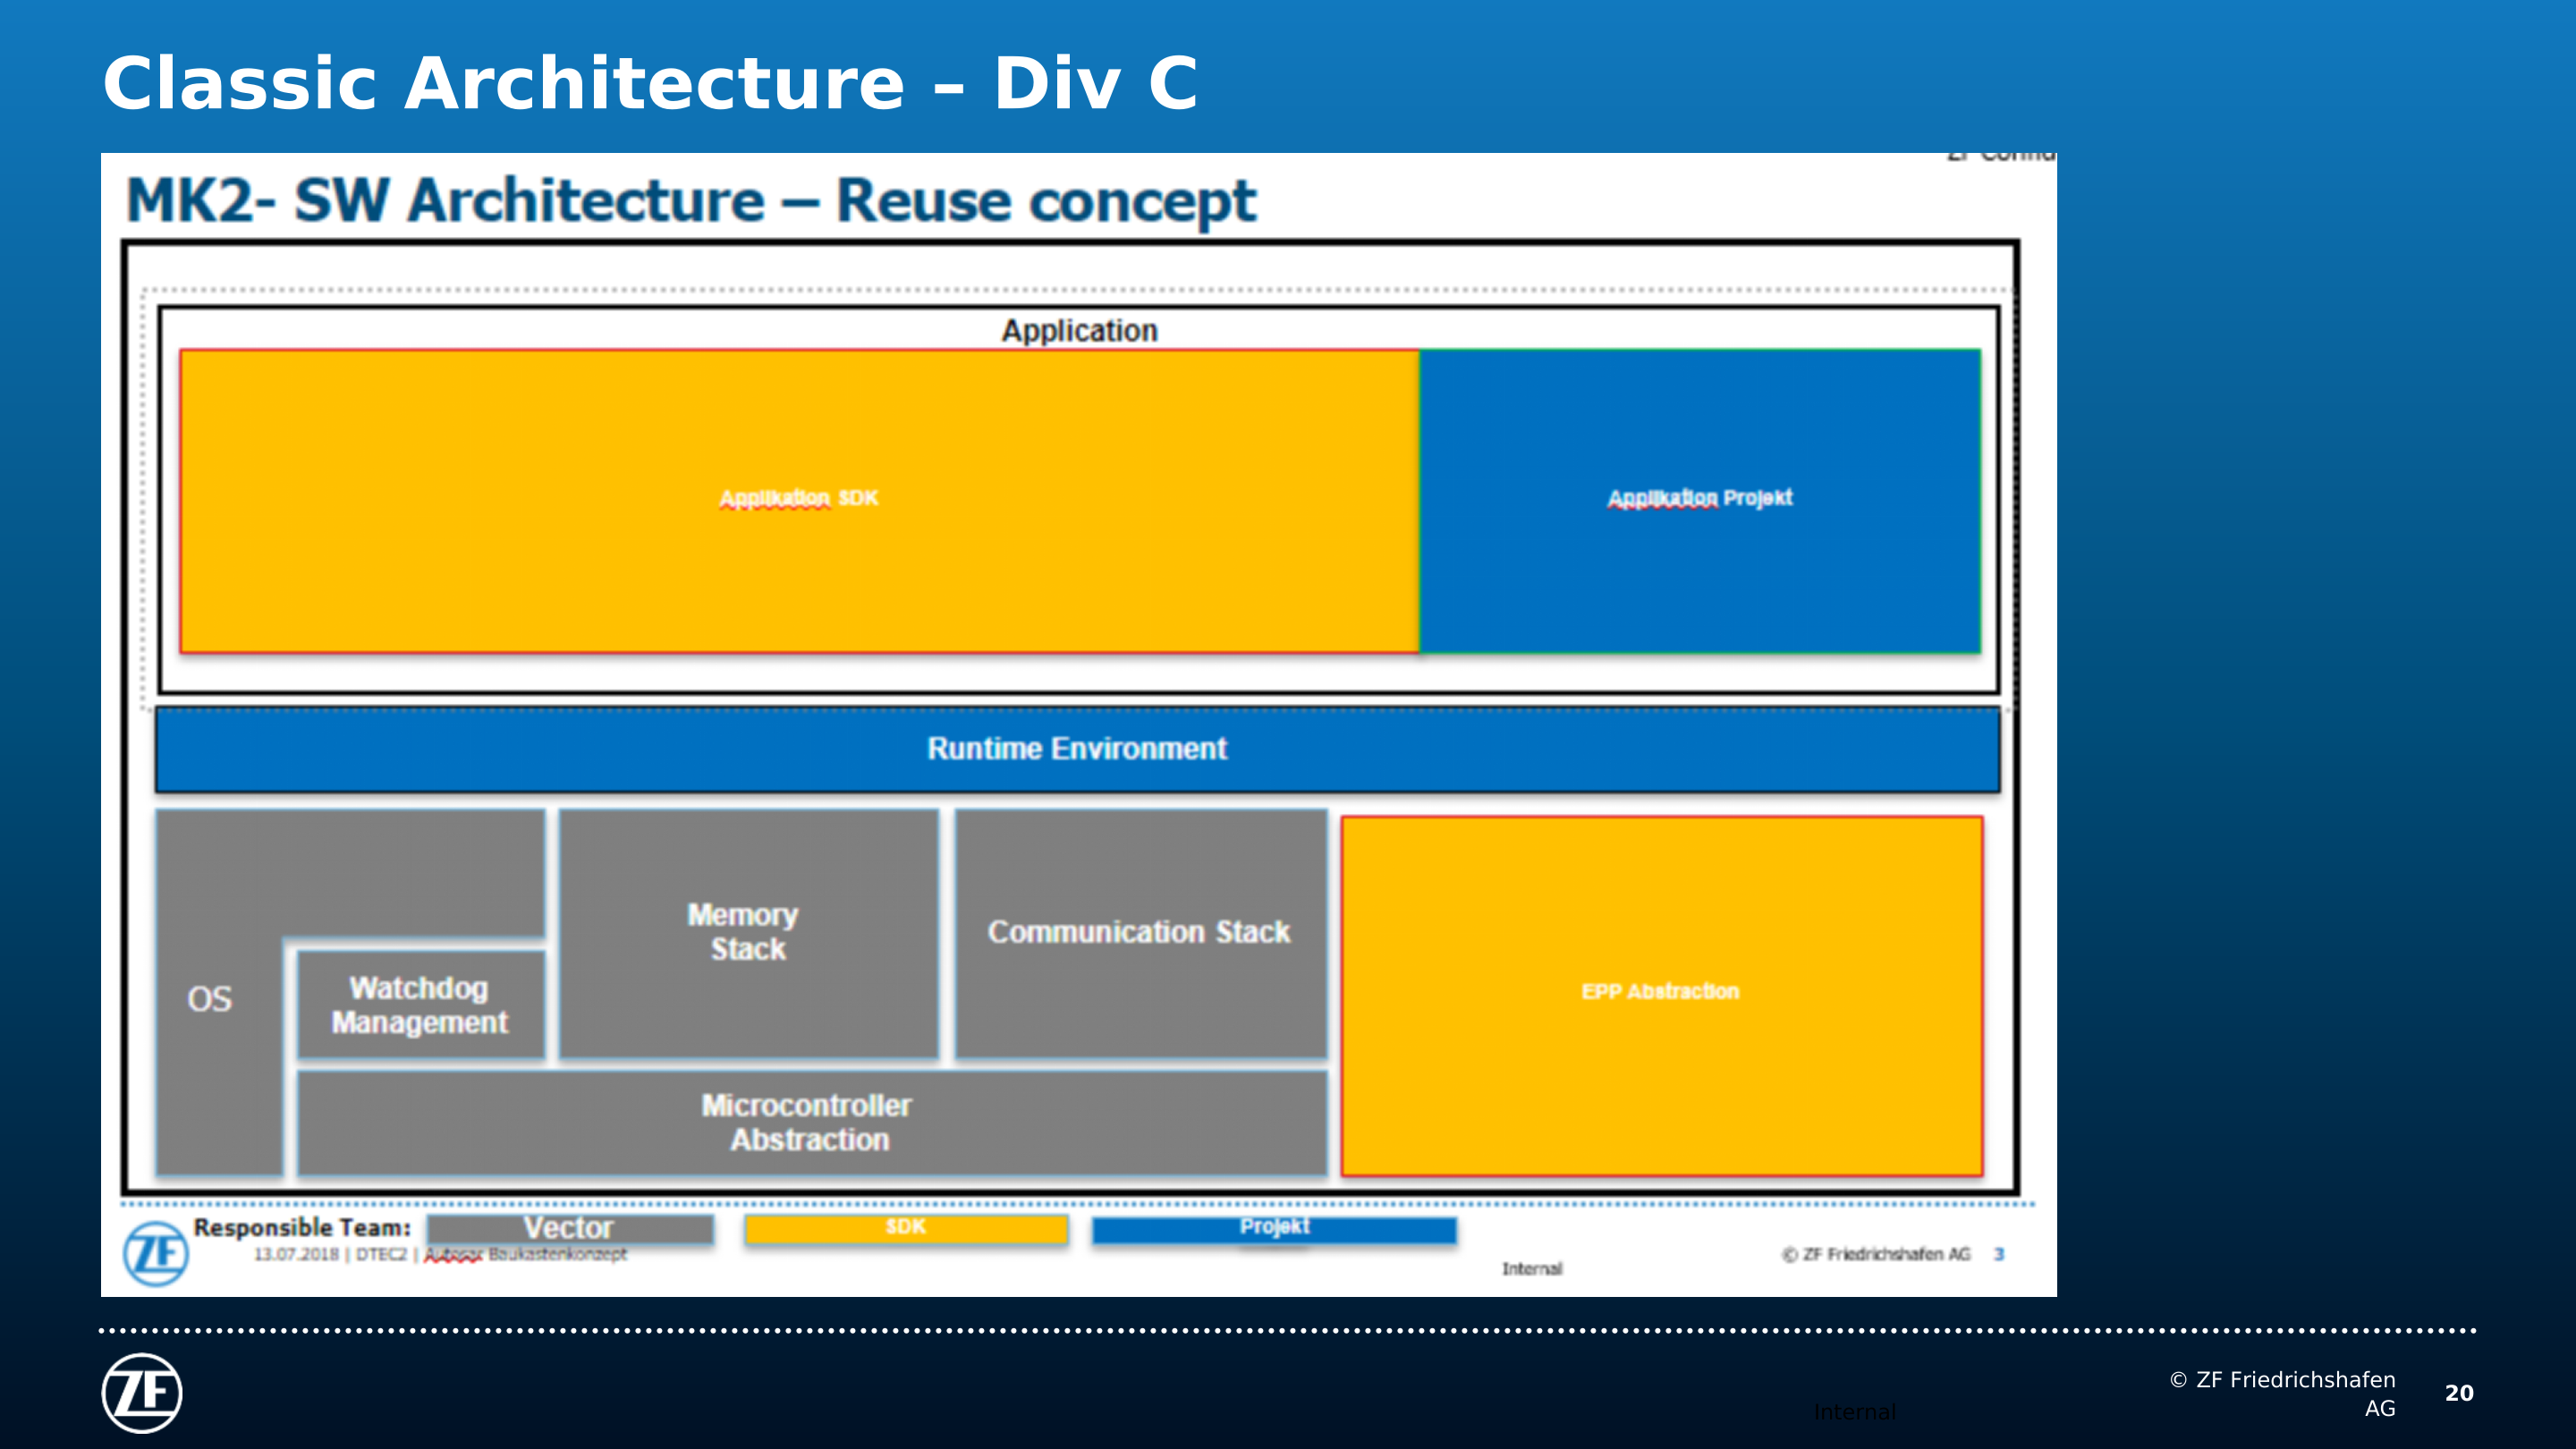 Classic Architecture – Div C
MK2- SW Architecture – Reuse concept
Application
Applikation SDK
Applikation Projekt
Runtime Environment
OS
Watchdog
Management
Memory
Stack
Communication Stack
Microcontroller
Abstraction
EPP Abstraction
Responsible Team:
Vector
SDK
Projekt
ZF
13.07.2018 | DTEC2 | Autosar Baukastenkonzept
Internal
© ZF Friedrichshafen AG 3
ZF
Internal
© ZF Friedrichshafen
AG
20